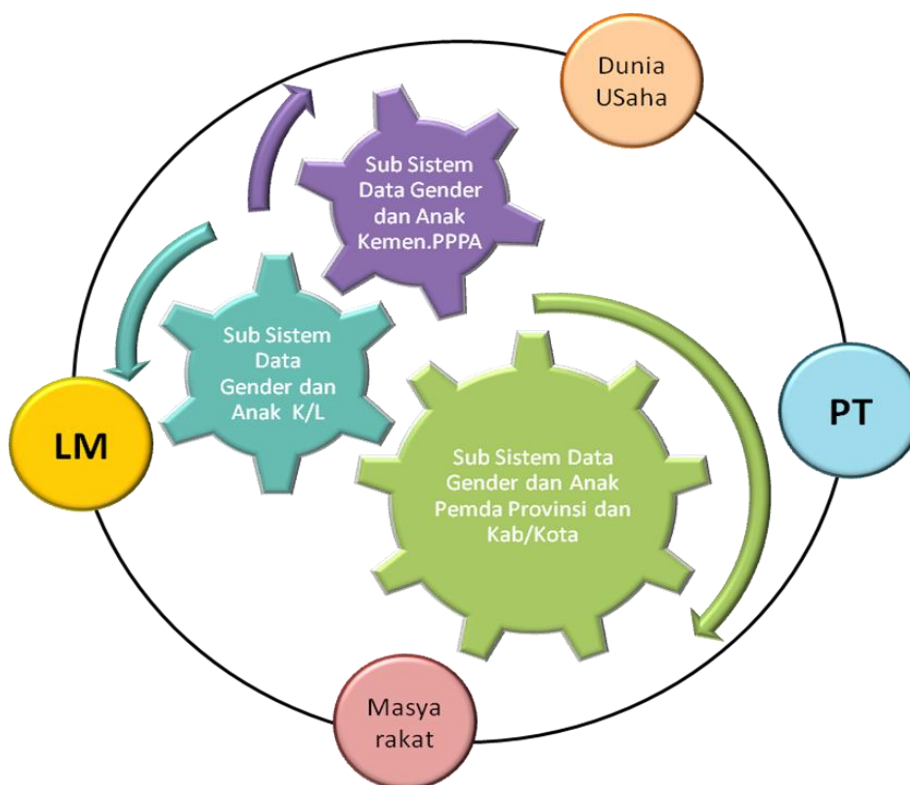 Dunia
USaha
Sub Sistem
Data Gender
dan Anak
Kemen.PPPA
Sub Sistem
Data
Gender dan
Anak K/L
LM
PT
Sub Sistem Data
Gender dan Anak
Pemda Provinsi dan
Kab/Kota
Masya
rakat